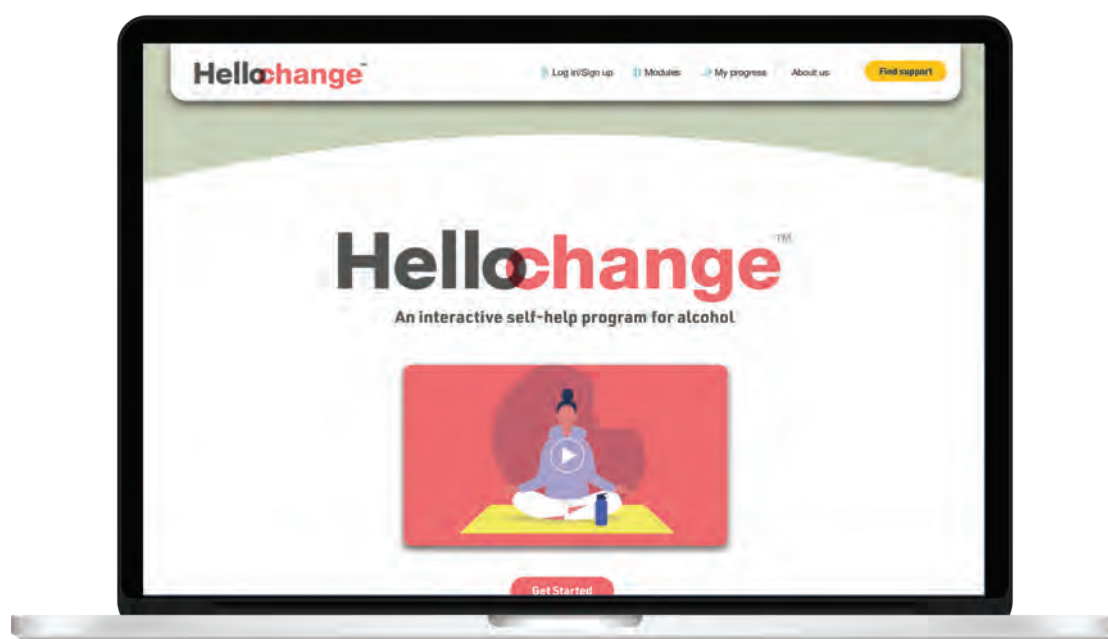 Hellochange™
Log in/Sign up Modules My progress About us Find support
Hellochange™
An interactive self-help program for alcohol
Get Started